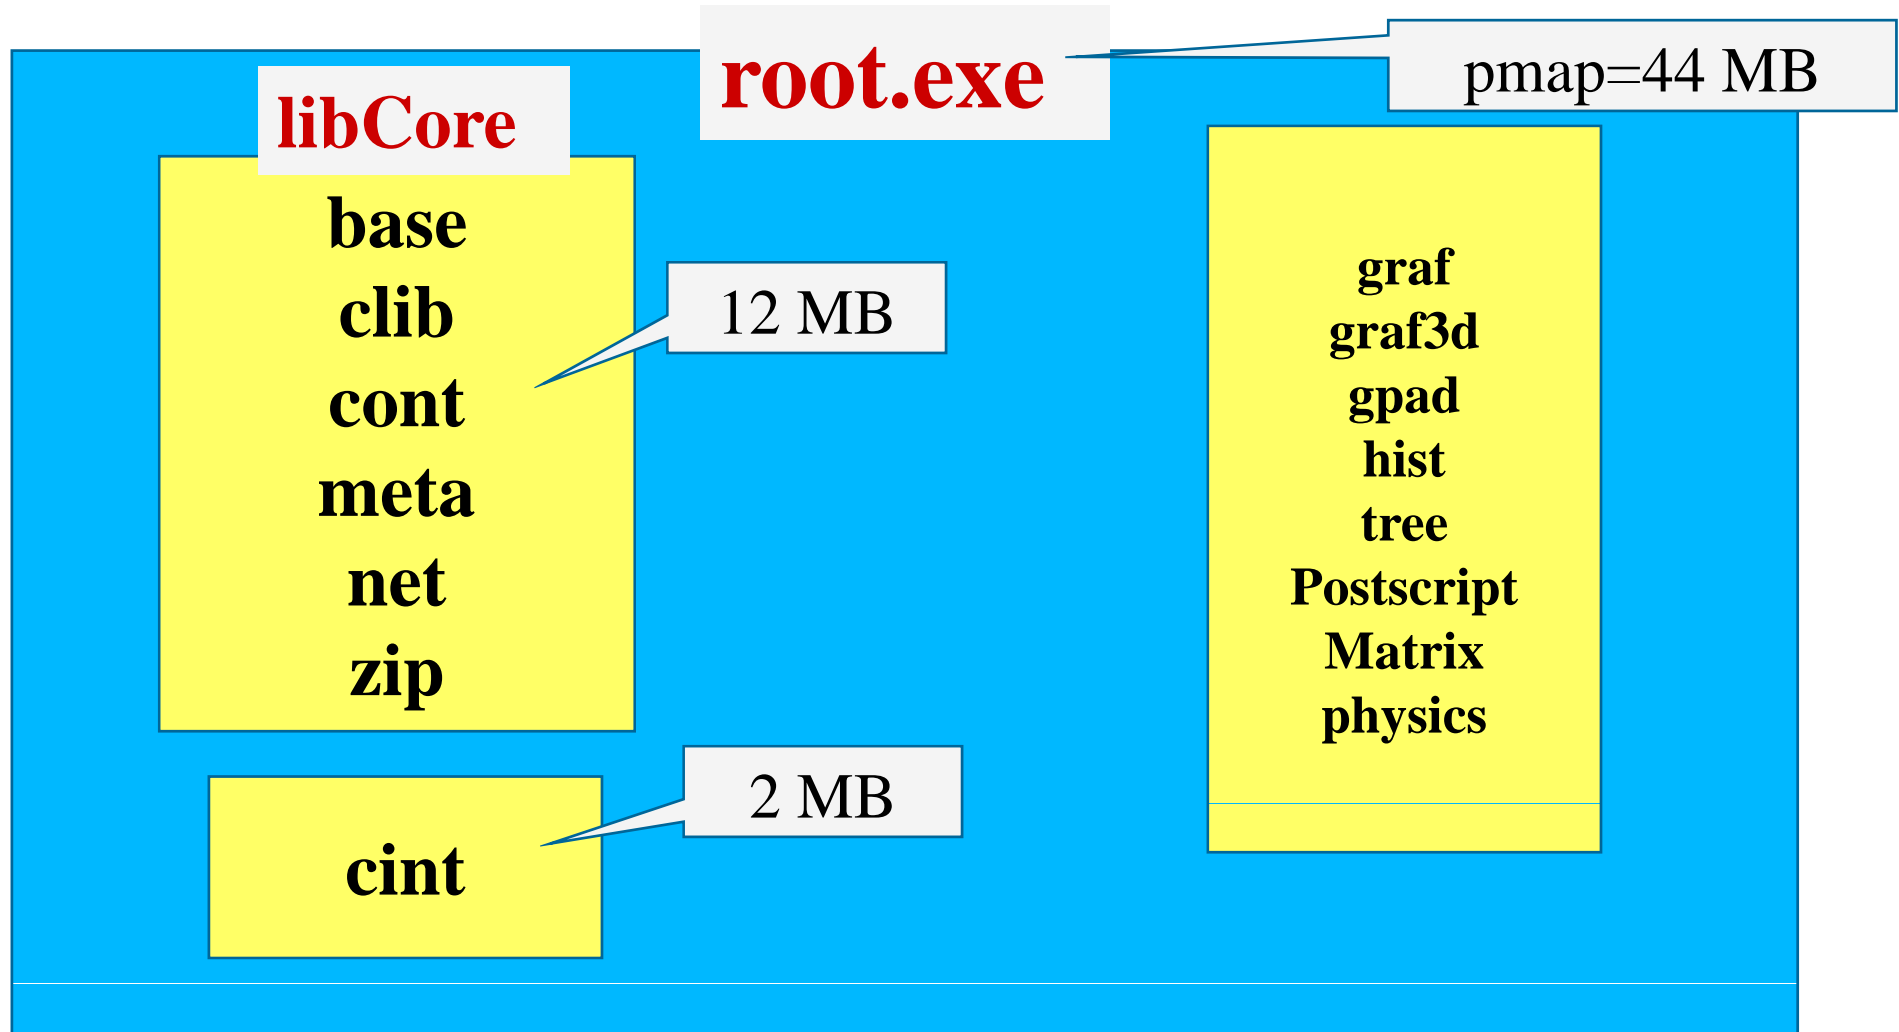 root.exe
pmap=44 MB
libCore
base
clib
cont
meta
net
zip
12 MB
cint
2 MB
graf
graf3d
gpad
hist
tree
Postscript
Matrix
physics